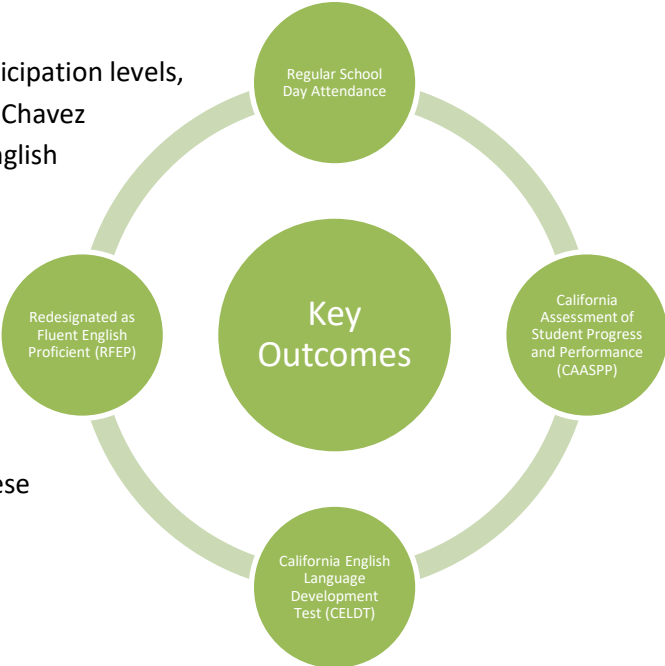 icipation levels,
Chavez
nglish
ese
Regular School
Day Attendance
Redesignated as
Fluent English
Proficient (RFEP)
Key
Outcomes
California
Assessment of
Student Progress
and Performance
(CAASPP)
California English
Language
Development
Test (CELDT)